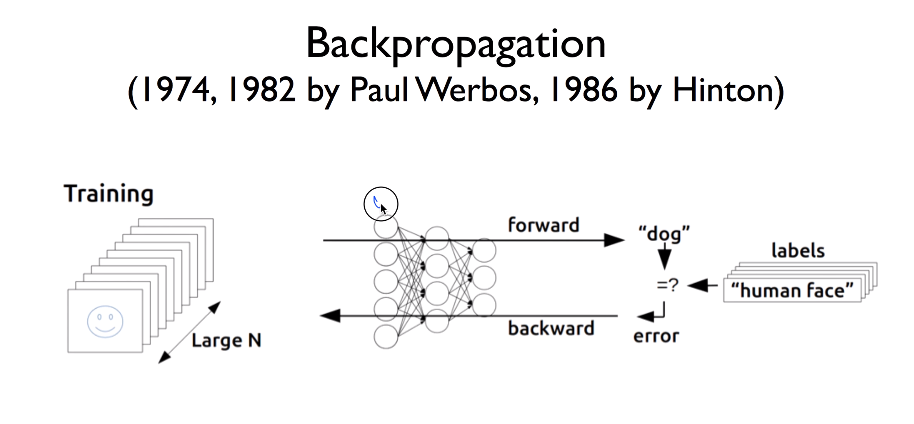 Backpropagation
(1974, 1982 by Paul Werbos, 1986 by Hinton)
Training
Large N
forward
"dog"
=?
labels
"human face"
backward
error